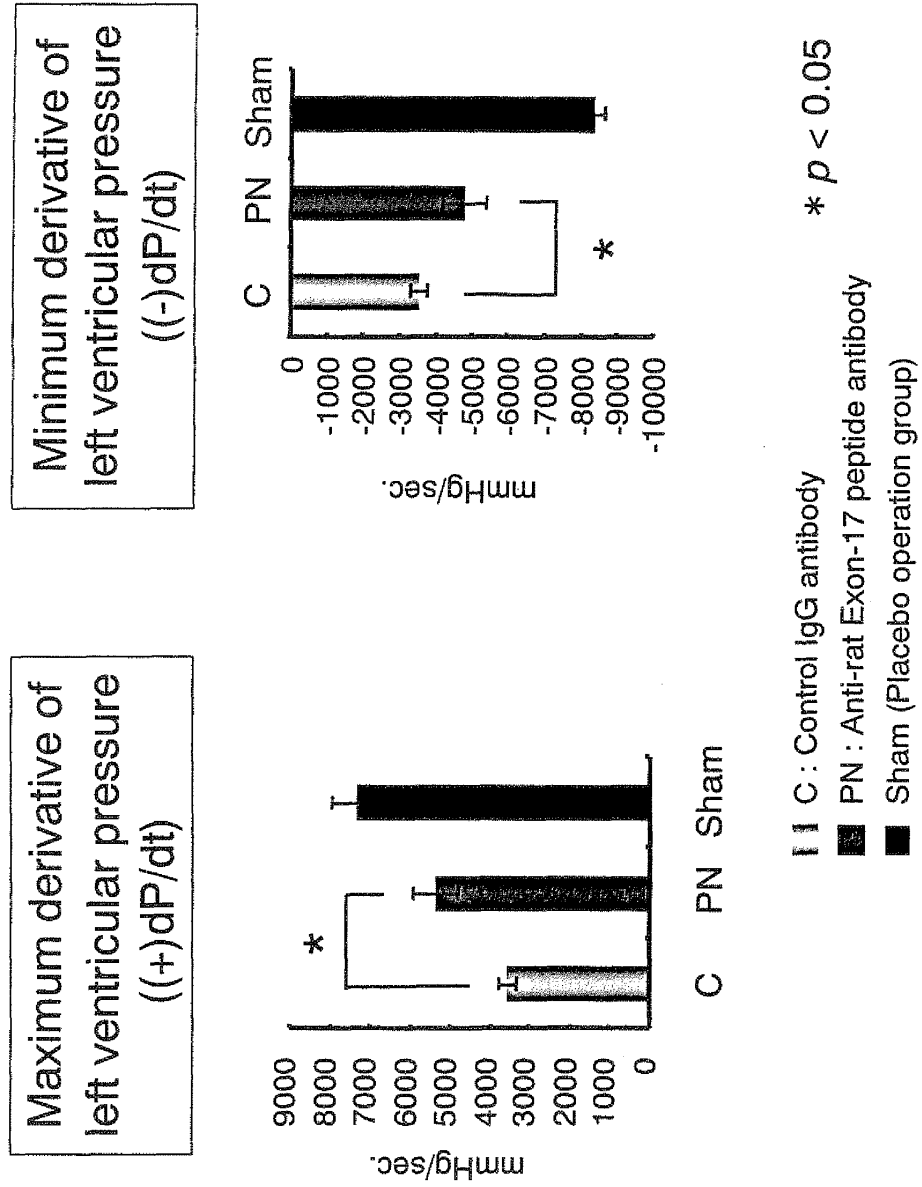 Maximum derivative of
left ventricular pressure
((+)dP/dt)
mmHg/sec.
9000
8000
7000
6000
5000
4000
3000
2000
1000
0
*
C PN Sham
Minimum derivative of
left ventricular pressure
((-)dP/dt)
C PN Sham
mmHg/sec.
0
-1000
-2000
-3000
-4000
-5000
-6000
-7000
-8000
-9000
-10000
*
C : Control IgG antibody
PN : Anti-rat Exon-17 peptide antibody
Sham (Placebo operation group)
* p < 0.05